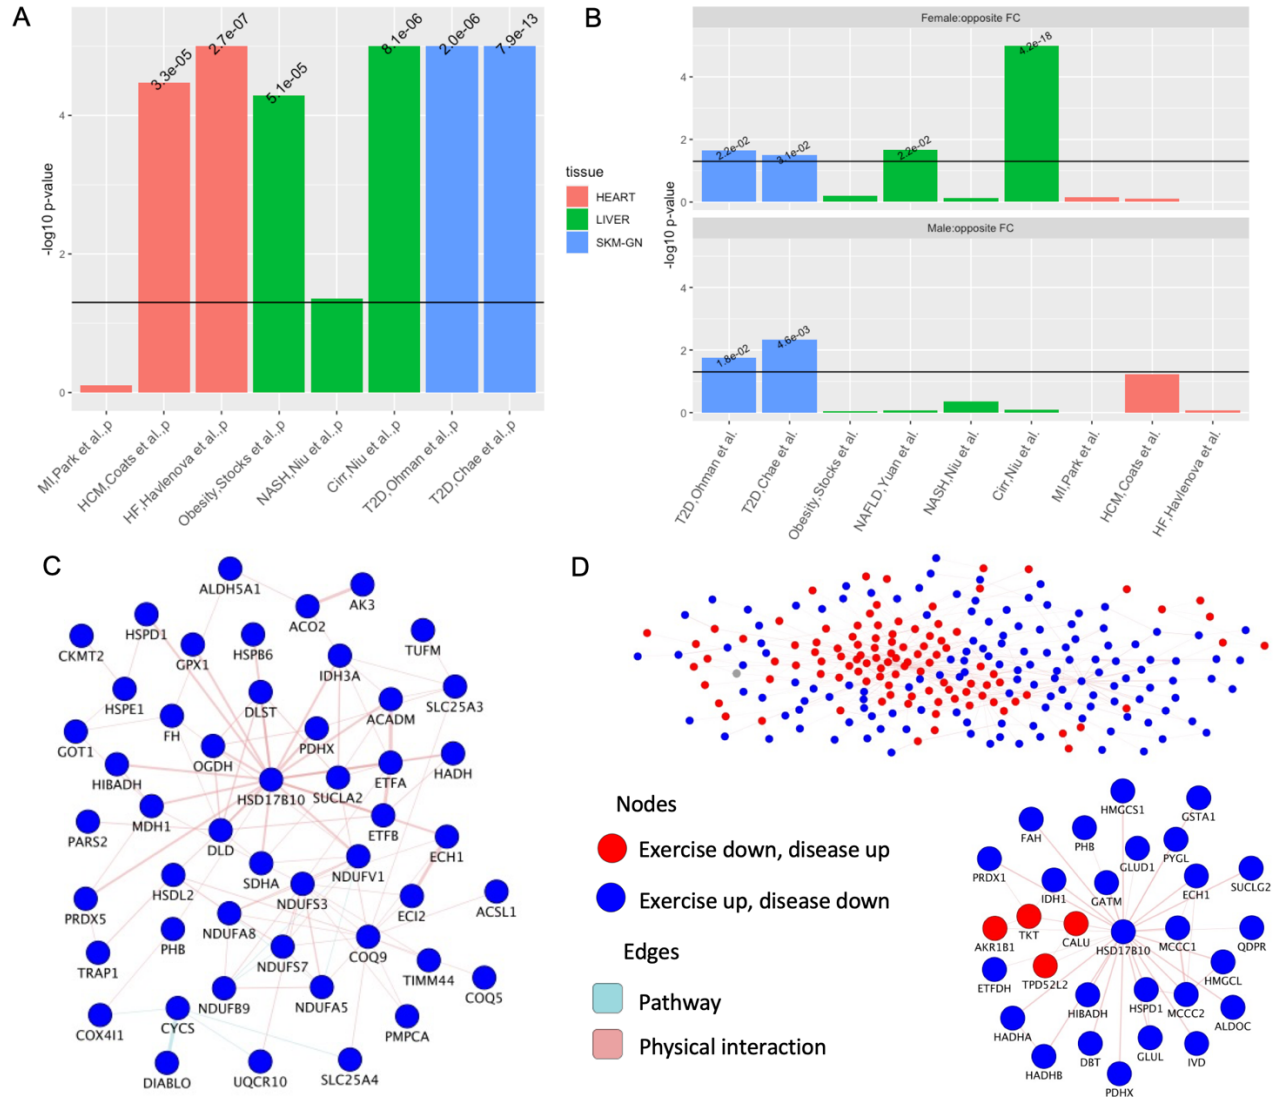 A
3.3e-05
2.7e-07
5.1e-05
8.1e-06
2.0e-06
7.9e-13
4
2
0
-log10 p-value
MI,Park et al.,p
HCM,Coats et al.,p
HF,Havlenova et al.,p
Obesity,Stocks et al.,p
NASH,Niu et al.,p
Cirr,Niu et al.,p
T2D,Ohman et al.,p
T2D,Chae et al.,p
tissue
HEART
LIVER
SKM-GN
B
Female:opposite FC
2.2e-02
3.1e-02
2.2e-02
4.2e-18
4
2
0
-log10 p-value
Male:opposite FC
1.8e-02
4.6e-03
4
2
0
T2D,Ohman et al.
T2D,Chae et al.
Obesity,Stocks et al.
NAFLD,Yuan et al.
NASH,Niu et al.
Cirr,Niu et al.
MI,Park et al.
HCM,Coats et al.
HF,Havlenova et al.
C
ALDH5A1
AK3
ACO2
HSPD1
CKMT2
GPX1
HSPB6
TUFM
IDH3A
HSPE1
DLST
ACADM
SLC25A3
GOT1
FH
PDHX
OGDH
HIBADH
HSD17B10
SUCLA2
ETFA
HADH
MDH1
PARS2
DLD
ETFB
ECH1
SDHA
NDUFV1
HSDL2
NDUFS3
PRDX5
NDUFA8
ECI2
ACSL1
PHB
NDUFS7
COQ9
TRAP1
TIMM44
COQ5
NDUFB9
NDUFA5
COX4I1
CYCS
PMPCA
DIABLO
UQCR10
SLC25A4
D
Nodes
Exercise down, disease up
Exercise up, disease down
Edges
Pathway
Physical interaction
HMGCS1
GSTA1
FAH
PHB
PYGL
GLUD1
PRDX1
IDH1
GATM
ECH1
SUCLG2
AKR1B1
TKT
CALU
HSD17B10
MCCC1
QDPR
ETFDH
TPD52L2
HMGCL
HIBADH
HSPD1
MCCC2
ALDOC
HADHA
HADHB
DBT
GLUL
IVD
PDHX